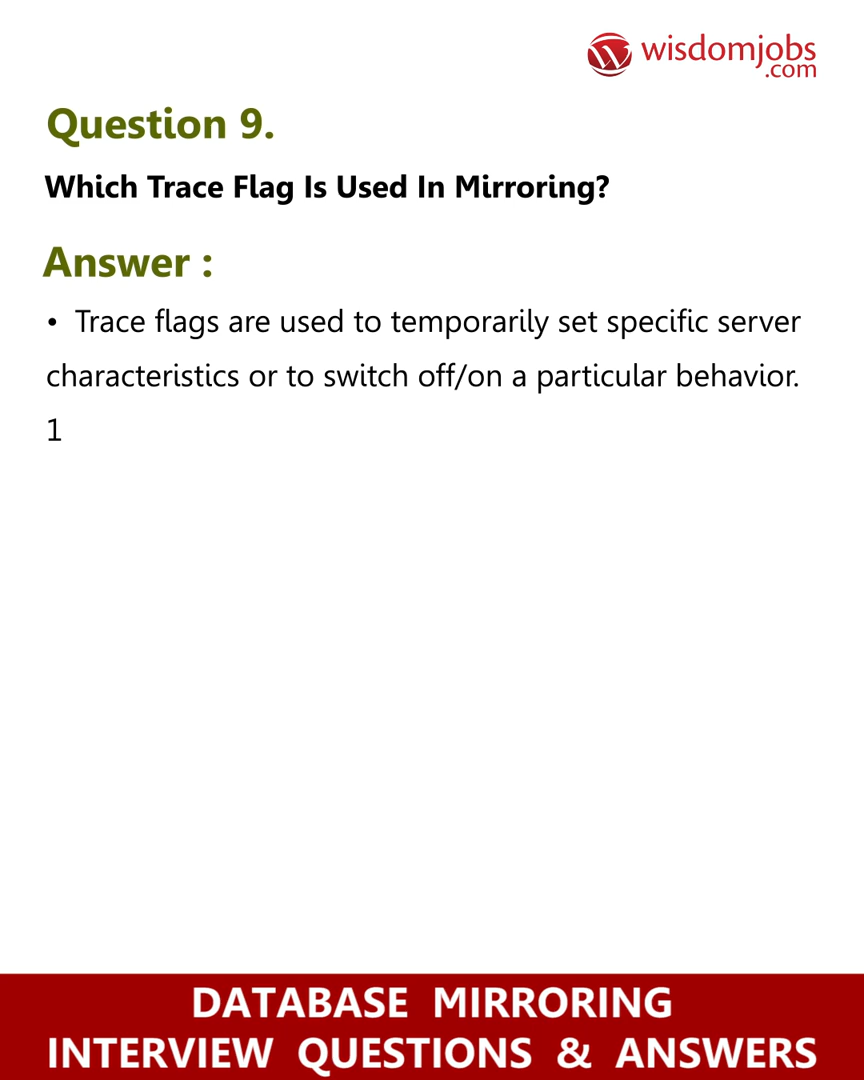 wisdomjobs
.com
Question 9.
Which Trace Flag Is Used In Mirroring?
Answer :
• Trace flags are used to temporarily set specific server
characteristics or to switch off/on a particular behavior.
1
DATABASE MIRRORING
INTERVIEW QUESTIONS & ANSWERS